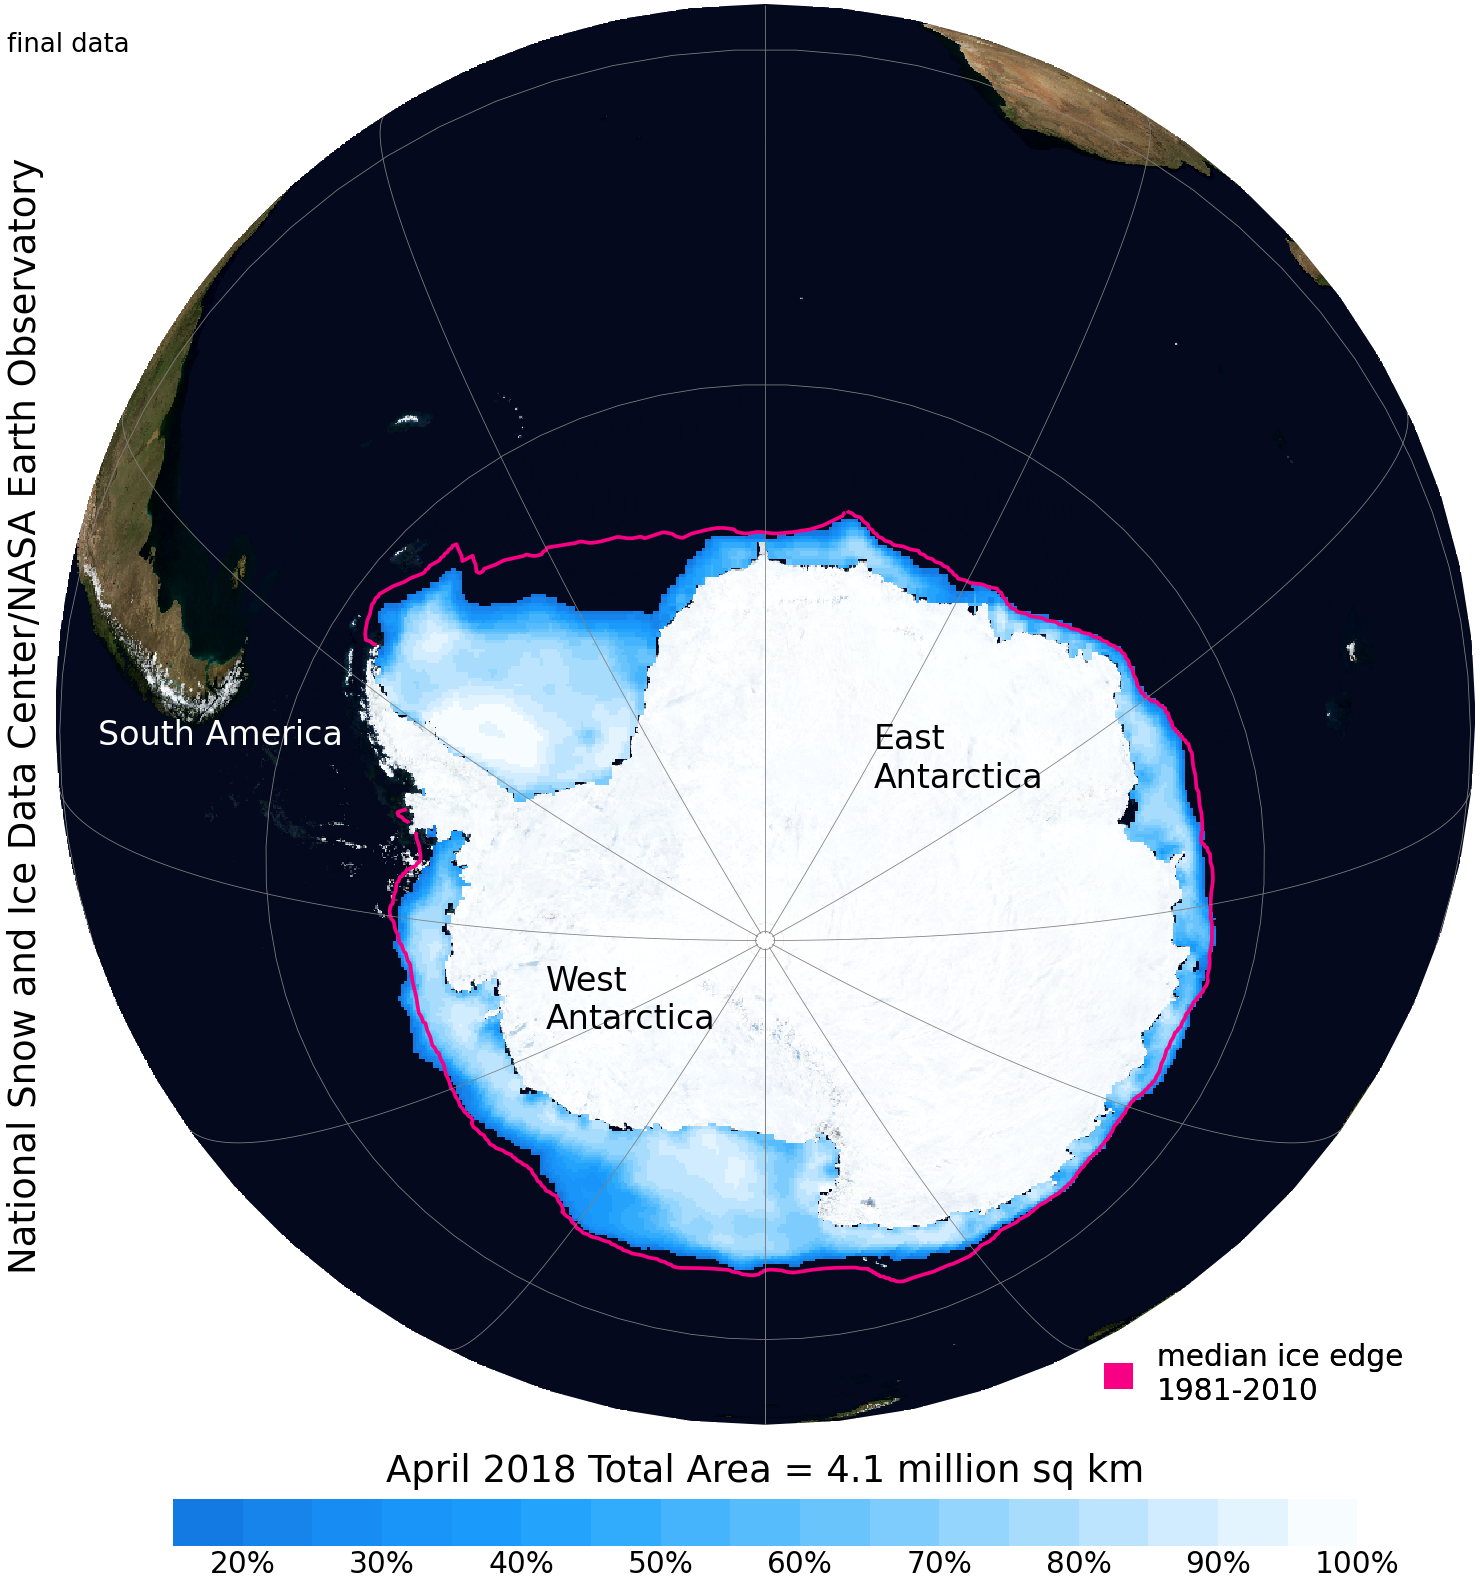 final data
National Snow and Ice Data Center/NASA Earth Observatory
South America
East
Antarctica
West
Antarctica
median ice edge
1981-2010
April 2018 Total Area = 4.1 million sq km
20% 30% 40% 50% 60% 70% 80% 90% 100%